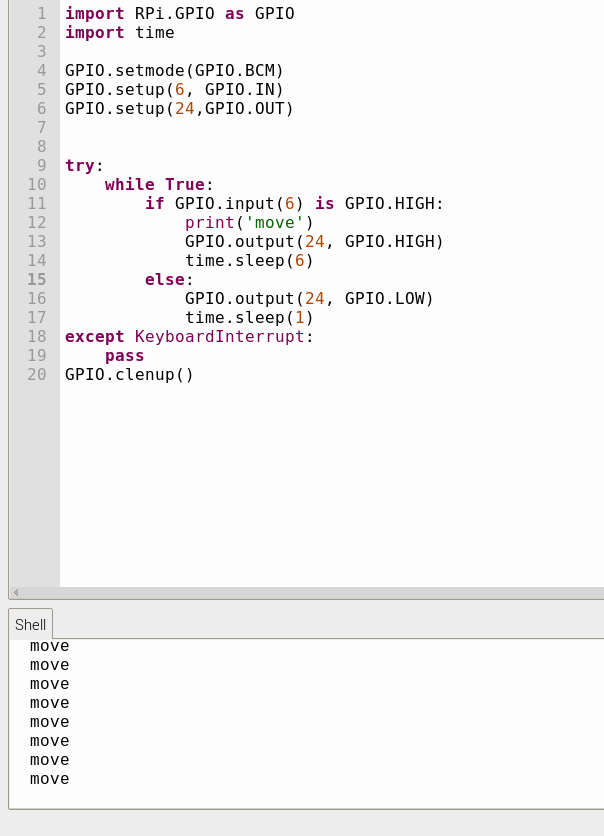 1 import RPi.GPIO as GPIO
2 import time
3
4 GPIO.setmode(GPIO.BCM)
5 GPIO.setup(6, GPIO.IN)
6 GPIO.setup(24,GPIO.OUT)
7
8
9 try:
10     while True:
11         if GPIO.input(6) is GPIO.HIGH:
12             print('move')
13             GPIO.output(24, GPIO.HIGH)
14             time.sleep(6)
15         else:
16             GPIO.output(24, GPIO.LOW)
17             time.sleep(1)
18 except KeyboardInterrupt:
19     pass
20 GPIO.clenup()
Shell
move
move
move
move
move
move
move
move